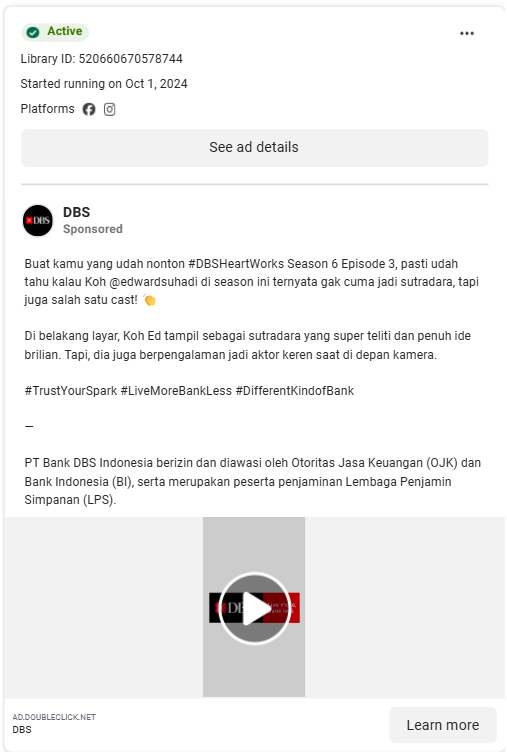 Active
Library ID: 520660670578744
Started running on Oct 1, 2024
Platforms
See ad details
DBS
DBS
Sponsored
Buat kamu yang udah nonton #DBSHeartWorks Season 6 Episode 3, pasti udah
tahu kalau Koh @edwardsuhadi di season ini ternyata gak cuma jadi sutradara, tapi
juga salah satu cast! 👏
Di belakang layar, Koh Ed tampil sebagai sutradara yang super teliti dan penuh ide
brilian. Tapi, dia juga berpengalaman jadi aktor keren saat di depan kamera.
#TrustYourSpark #LiveMoreBankLess #DifferentKindofBank
—
PT Bank DBS Indonesia berizin dan diawasi oleh Otoritas Jasa Keuangan (OJK) dan
Bank Indonesia (BI), serta merupakan peserta penjaminan Lembaga Penjamin
Simpanan (LPS).
AD.DOUBLECLICK.NET
DBS
Learn more